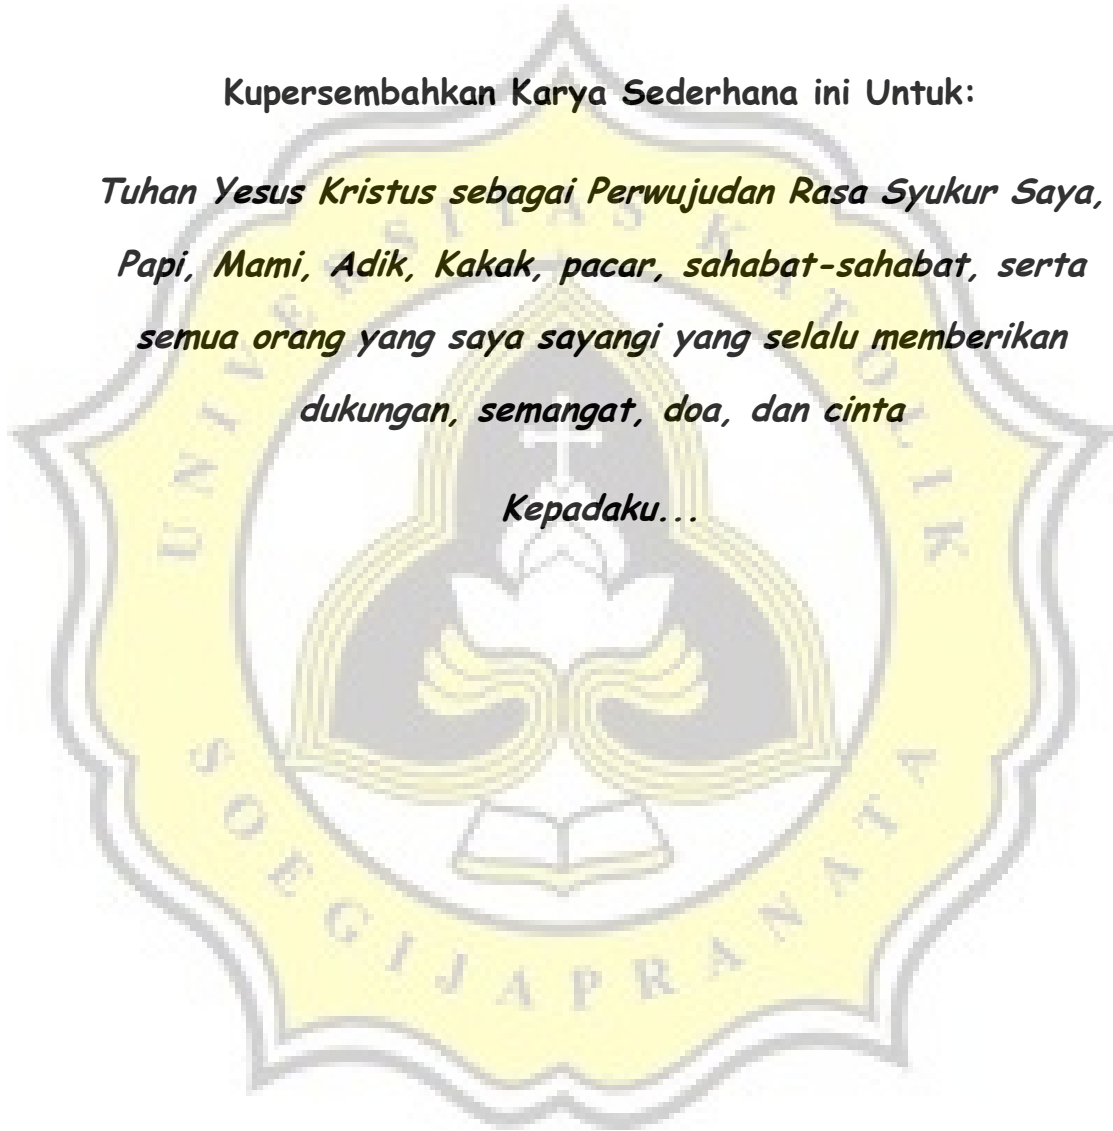 Kupersembahkan Karya Sederhana ini Untuk:
Tuhan Yesus Kristus sebagai Perwujudan Rasa Syukur Saya,
Papi, Mami, Adik, Kakak, pacar, sahabat-sahabat, serta
semua orang yang saya sayangi yang selalu memberikan
dukungan, semangat, doa, dan cinta
Kepadaku...
UNIVERSITAS KATOLIK
SOEGIJAPRANATA